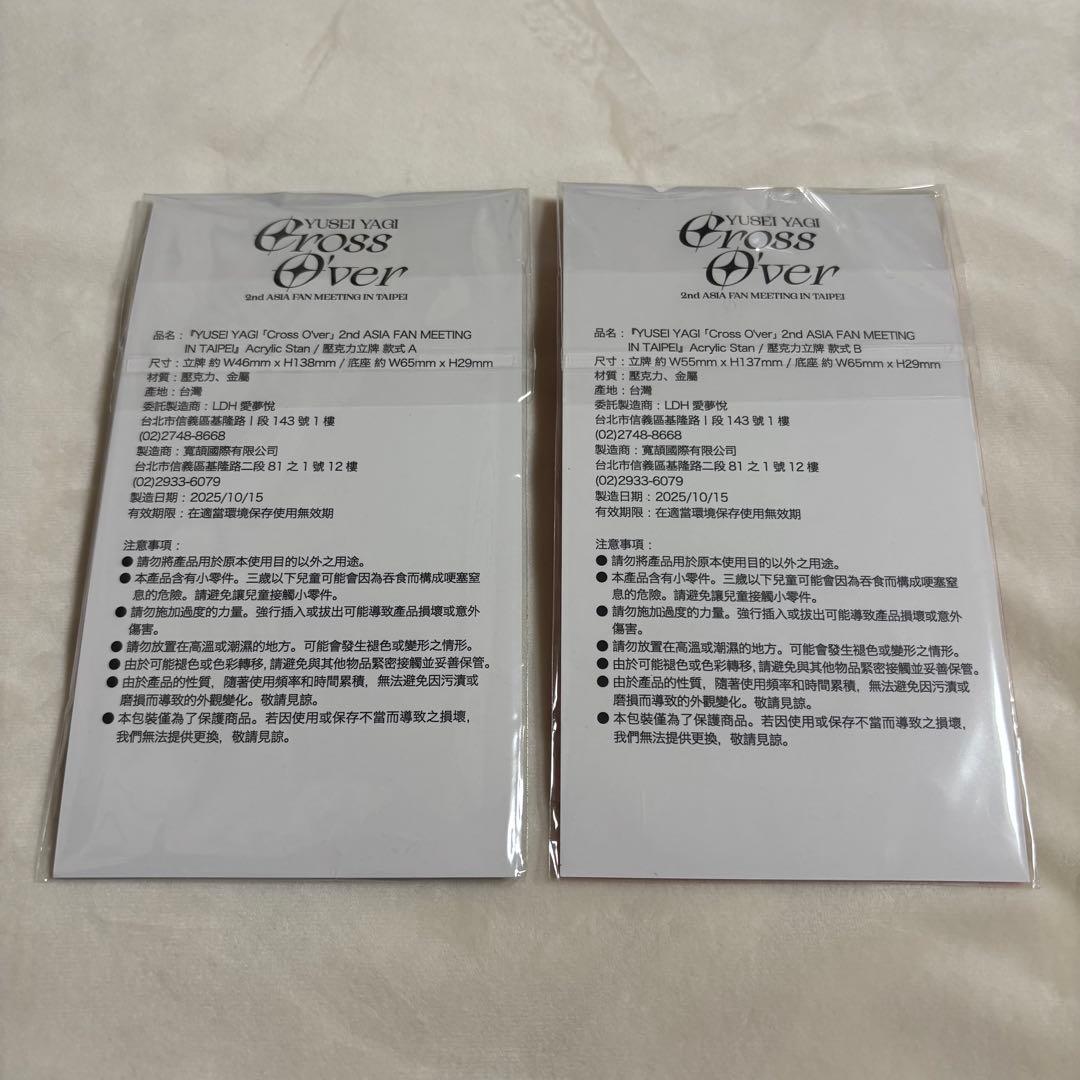 YUSEI YAGI
Cross
O'ver
2nd ASIA FAN MEETING IN TAIPEI
品名：『YUSEI YAGI「Cross O'ver」2nd ASIA FAN MEETING
IN TAIPEI』Acrylic Stan / 壓克力立牌 款式 A
尺寸：立牌 約 W46mm x H138mm / 底座 約 W65mm x H29mm
材質：壓克力、金屬
產地：台灣
委託製造商：LDH 愛夢悅
台北市信義區基隆路丨段 143 號 1 樓
(02)2748-8668
製造商：寬頡國際有限公司
台北市信義區基隆路二段 81 之 1 號 12 樓
(02)2933-6079
製造日期：2025/10/15
有效期限：在適當環境保存使用無效期
注意事項：
● 請勿將產品用於原本使用目的以外之用途。
● 本產品含有小零件。三歲以下兒童可能會因為吞食而構成哽塞窒
息的危險。請避免讓兒童接觸小零件。
● 請勿施加過度的力量。強行插入或拔出可能導致產品損壞或意外
傷害。
● 請勿放置在高溫或潮濕的地方。可能會發生褪色或變形之情形。
● 由於可能褪色或色彩轉移，請避免與其他物品緊密接觸並妥善保管。
● 由於產品的性質，隨著使用頻率和時間累積，無法避免因污漬或
磨損而導致的外觀變化。敬請見諒。
● 本包裝僅為了保護商品。若因使用或保存不當而導致之損壞，
我們無法提供更換，敬請見諒。
YUSEI YAGI
Cross
O'ver
2nd ASIA FAN MEETING IN TAIPEI
品名：『YUSEI YAGI「Cross O'ver」2nd ASIA FAN MEETING
IN TAIPEI』Acrylic Stan / 壓克力立牌 款式 B
尺寸：立牌 約 W55mm x H137mm / 底座 約 W65mm x H29mm
材質：壓克力、金屬
產地：台灣
委託製造商：LDH 愛夢悅
台北市信義區基隆路丨段 143 號 1 樓
(02)2748-8668
製造商：寬頡國際有限公司
台北市信義區基隆路二段 81 之 1 號 12 樓
(02)2933-6079
製造日期：2025/10/15
有效期限：在適當環境保存使用無效期
注意事項：
● 請勿將產品用於原本使用目的以外之用途。
● 本產品含有小零件。三歲以下兒童可能會因為吞食而構成哽塞窒
息的危險。請避免讓兒童接觸小零件。
● 請勿施加過度的力量。強行插入或拔出可能導致產品損壞或意外
傷害。
● 請勿放置在高溫或潮濕的地方。可能會發生褪色或變形之情形。
● 由於可能褪色或色彩轉移，請避免與其他物品緊密接觸並妥善保管。
● 由於產品的性質，隨著使用頻率和時間累積，無法避免因污漬或
磨損而導致的外觀變化。敬請見諒。
● 本包裝僅為了保護商品。若因使用或保存不當而導致之損壞，
我們無法提供更換，敬請見諒。